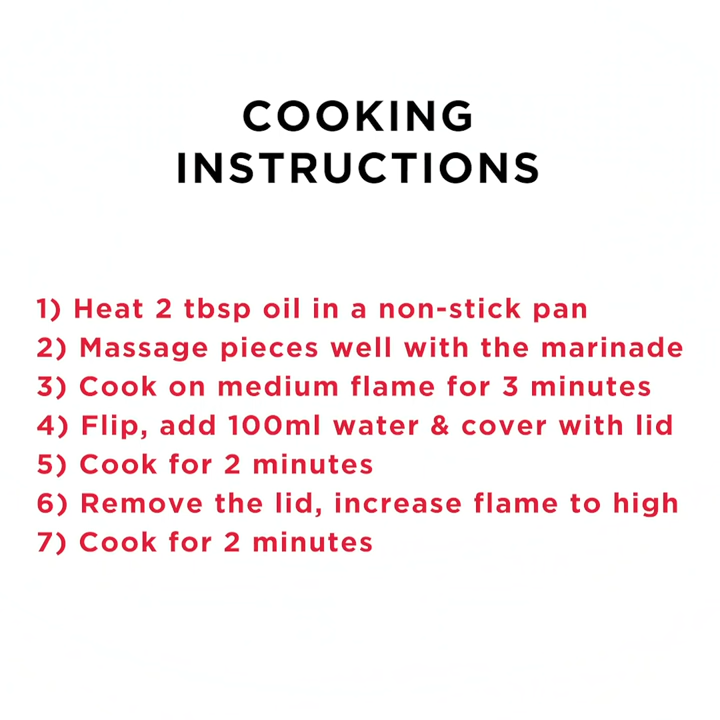 COOKING
INSTRUCTIONS
1) Heat 2 tbsp oil in a non-stick pan
2) Massage pieces well with the marinade
3) Cook on medium flame for 3 minutes
4) Flip, add 100ml water & cover with lid
5) Cook for 2 minutes
6) Remove the lid, increase flame to high
7) Cook for 2 minutes